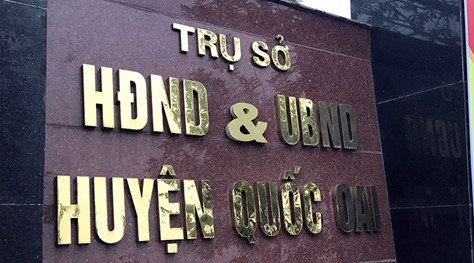 TRỤ SỞ
HĐND & UBND
HUYỆN QUỐC OAI